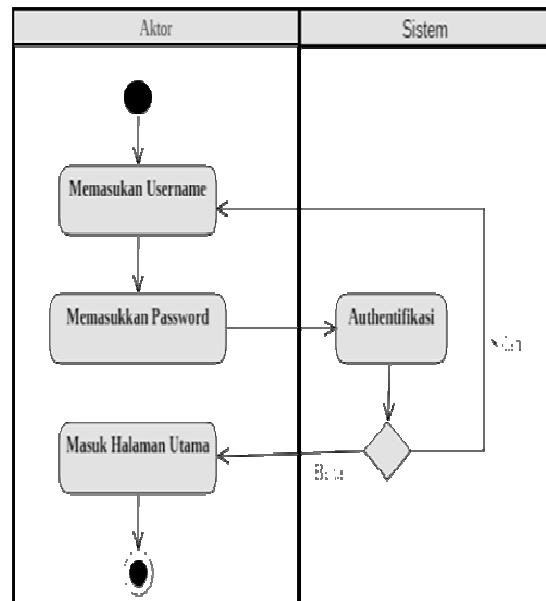 Aktor
Sistem
Memasukan Username
Memasukkan Password
Authentifikasi
Masuk Halaman Utama